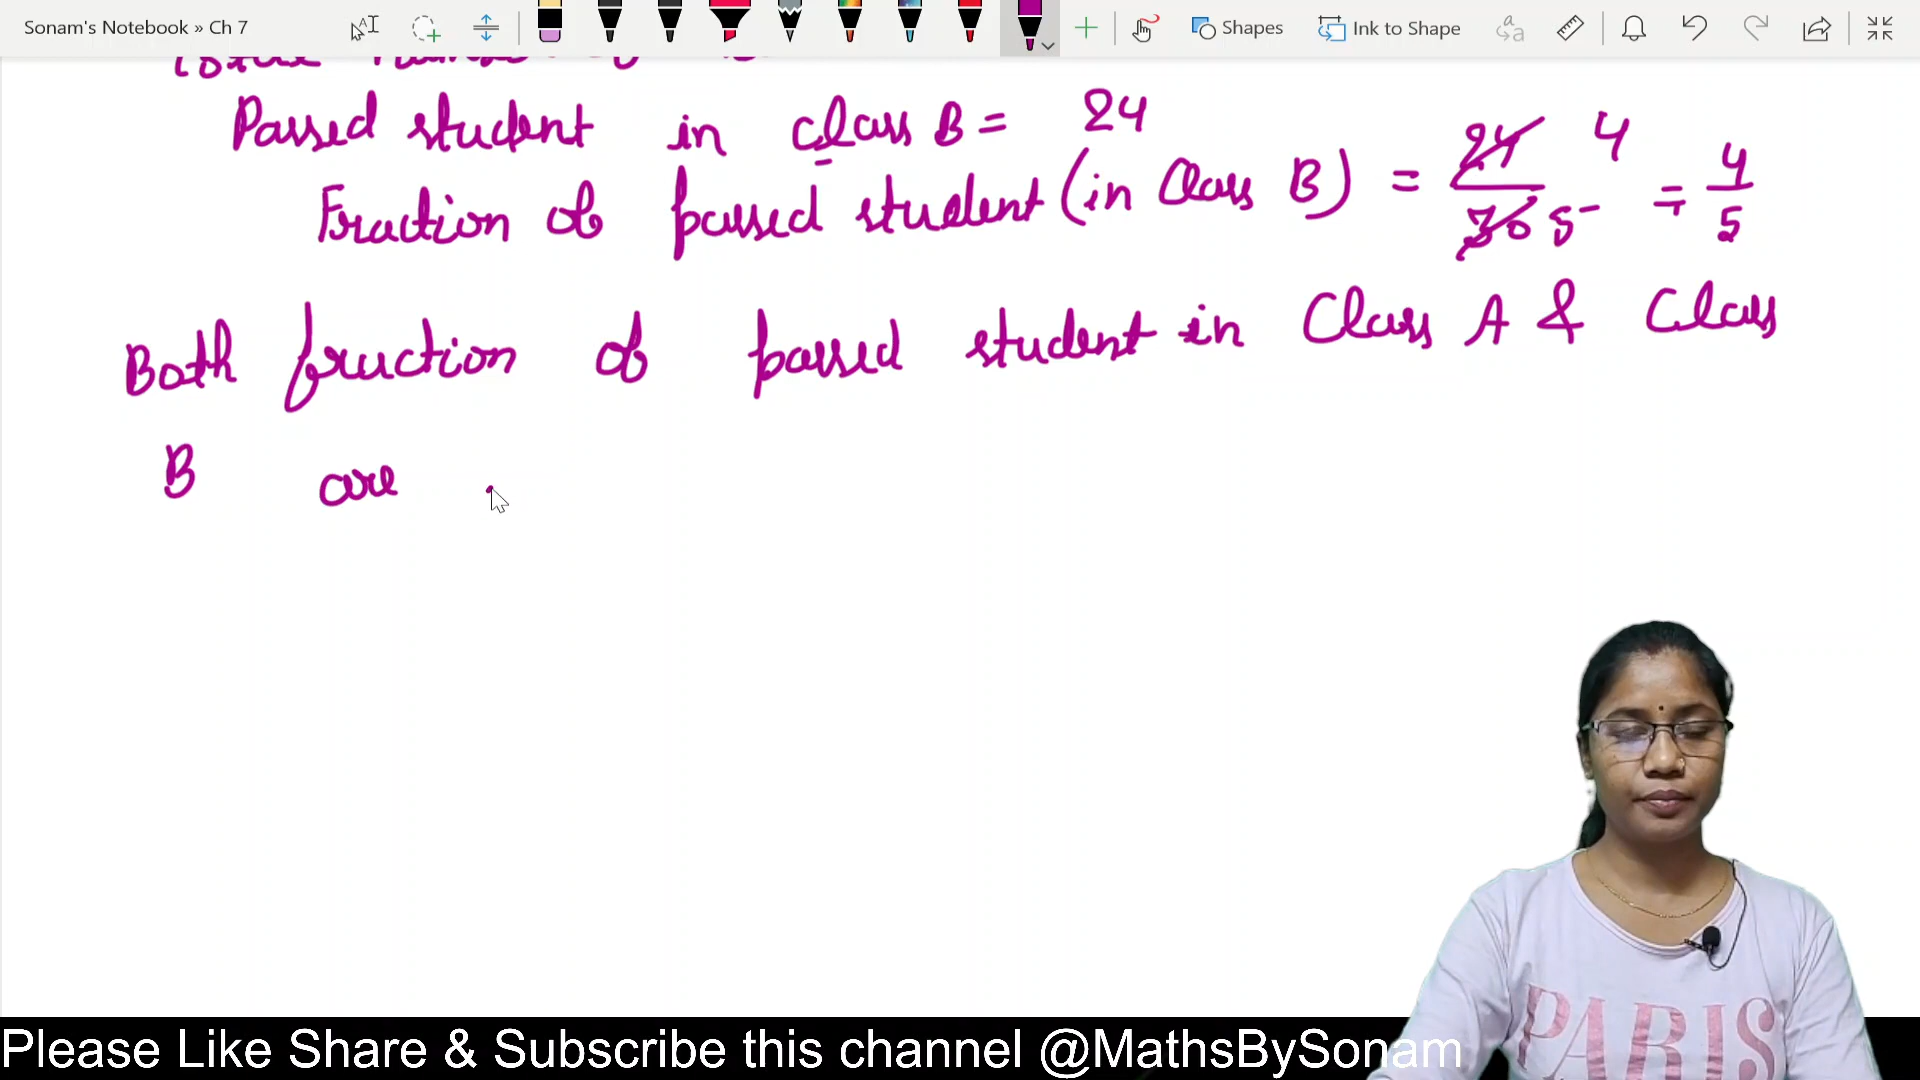 Sonam's Notebook » Ch 7
Shapes
Ink to Shape
Passed student in class B = 24
Fraction of passed student (in Class B) = 24/30 4 5 = 4/5
Both fraction of passed student in Class A & Class
B are
PARIS
Please Like Share & Subscribe this channel @MathsBySonam